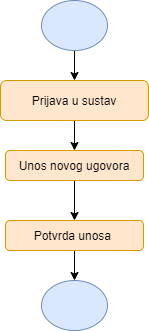 Prijava u sustav
Unos novog ugovora
Potvrda unosa